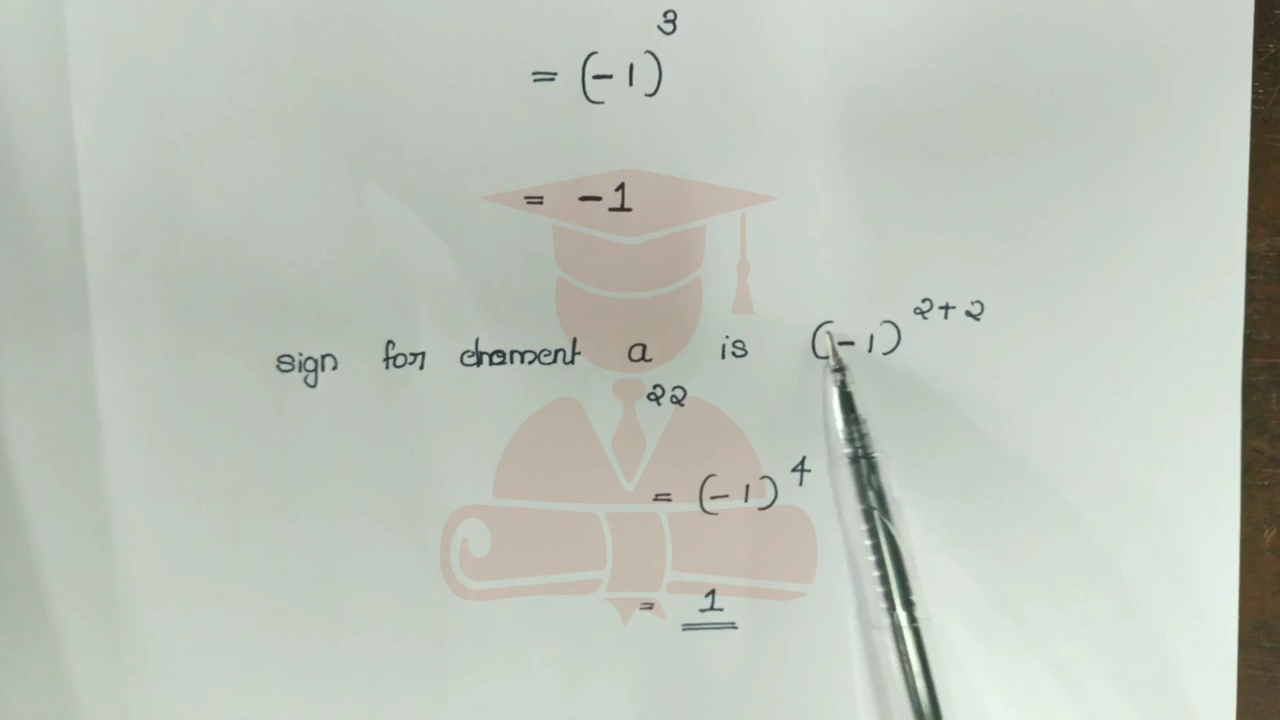 = (-1)³
= -1
sign for element a₂₂ is (-1)²⁺²
= (-1)⁴
= 1